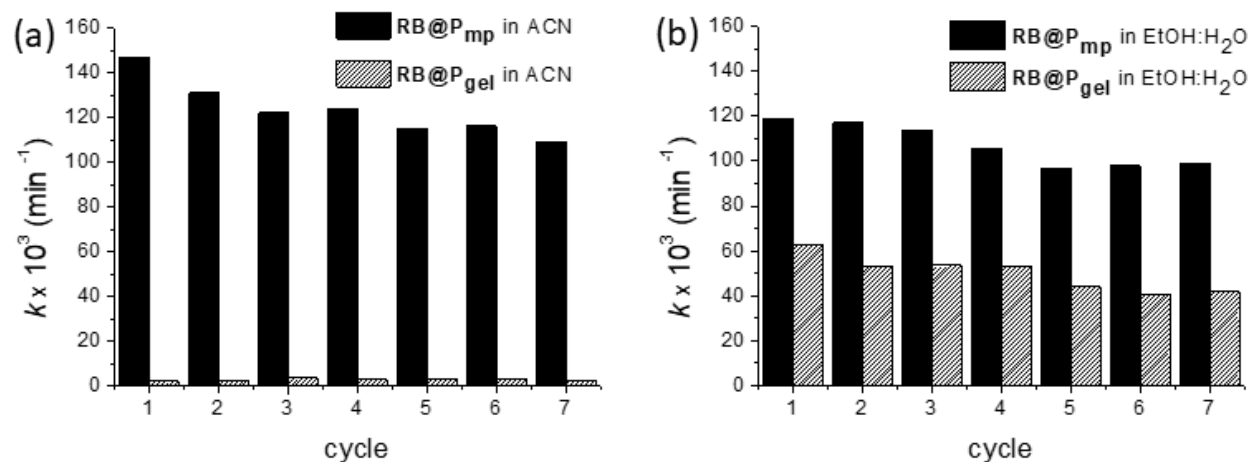 (a)
RB@Pmp in ACN
RB@Pgel in ACN
k x 10³ (min ⁻¹)
160
140
120
100
80
60
40
20
0
1 2 3 4 5 6 7
cycle
(b)
RB@Pmp in EtOH:H₂O
RB@Pgel in EtOH:H₂O
k x 10³ (min ⁻¹)
160
140
120
100
80
60
40
20
0
1 2 3 4 5 6 7
cycle